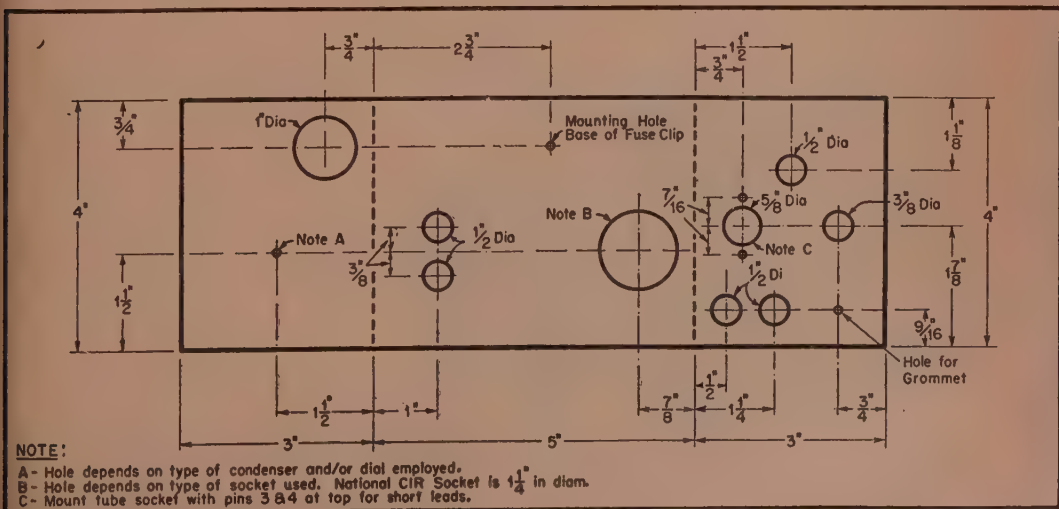 3/4"
2 3/4"
1 1/2"
3/4"
3/4"
1" Dia
Mounting Hole
Base of Fuse Clip
1/2" Dia
1 1/8"
4"
Note A
3/8"
1/2" Dia
Note B
7/16"
5/8" Dia
3/8" Dia
Note C
4"
1 1/2"
1/2" Di
1 7/8"
9/16"
Hole for
Grommet
1 1/2"
1"
7/8"
1/2"
1 1/4"
3/4"
3"
5"
3"
NOTE:
A- Hole depends on type of condenser and/or dial employed.
B- Hole depends on type of socket used. National CIR Socket is 1 1/4" in diam.
C- Mount tube socket with pins 3 & 4 at top for short leads.